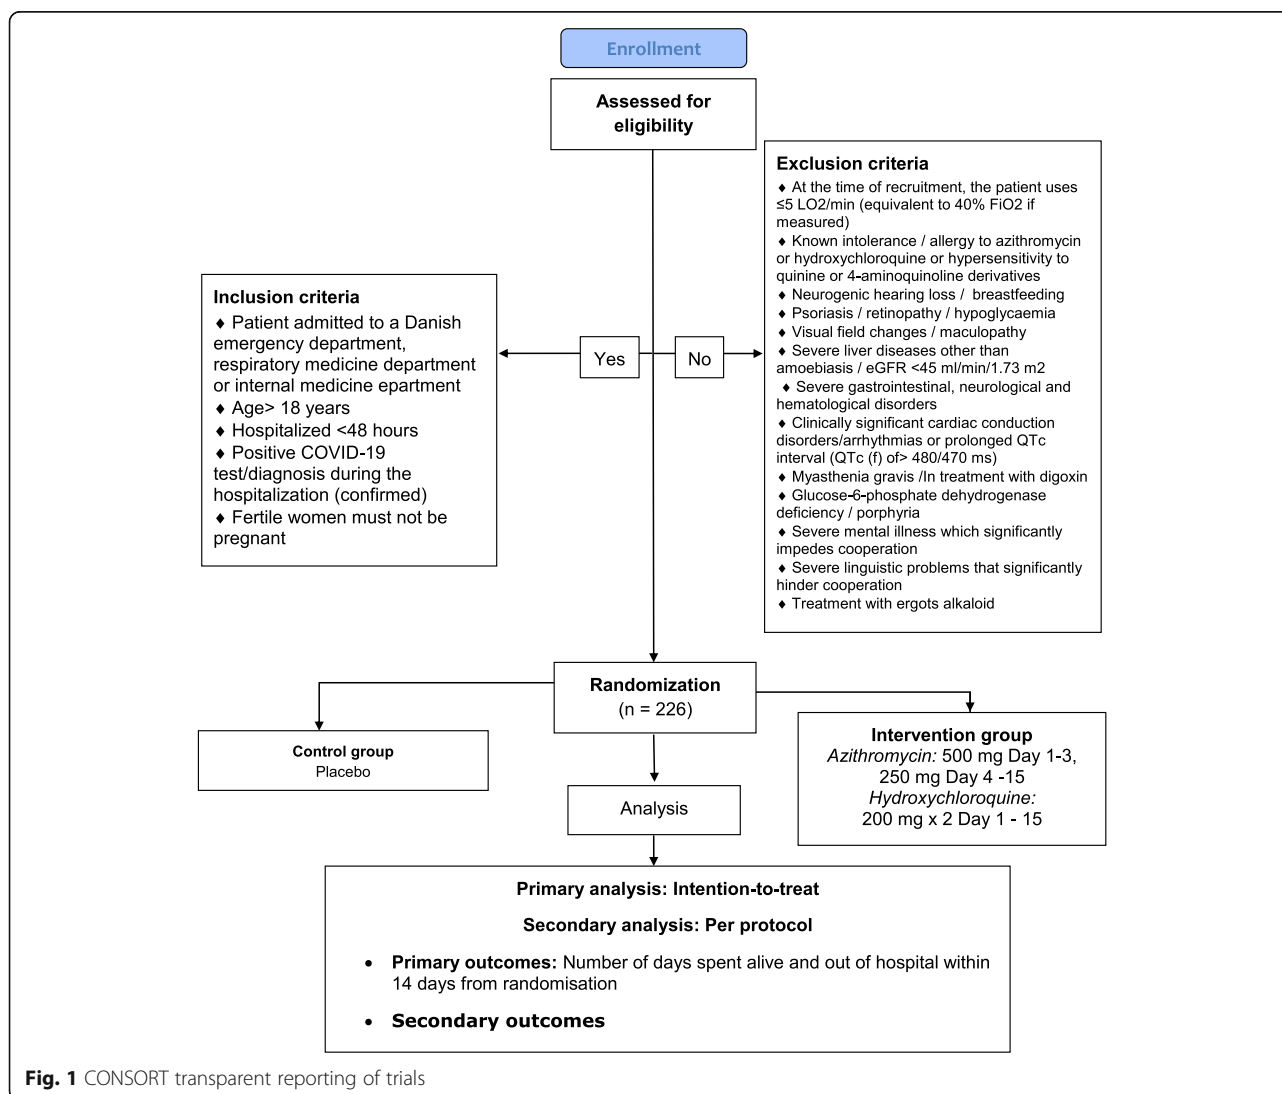 Enrollment
Assessed for
eligibility
Exclusion criteria
♦ At the time of recruitment, the patient uses
≤5 LO2/min (equivalent to 40% FiO2 if
measured)
♦ Known intolerance / allergy to azithromycin
or hydroxychloroquine or hypersensitivity to
quinine or 4-aminoquinoline derivatives
♦ Neurogenic hearing loss / breastfeeding
♦ Psoriasis / retinopathy / hypoglycaemia
♦ Visual field changes / maculopathy
♦ Severe liver diseases other than
amoebiasis / eGFR <45 ml/min/1.73 m2
♦ Severe gastrointestinal, neurological and
hematological disorders
♦ Clinically significant cardiac conduction
disorders/arrhythmias or prolonged QTc
interval (QTc (f) of> 480/470 ms)
♦ Myasthenia gravis /In treatment with digoxin
♦ Glucose-6-phosphate dehydrogenase
deficiency / porphyria
♦ Severe mental illness which significantly
impedes cooperation
♦ Severe linguistic problems that significantly
hinder cooperation
♦ Treatment with ergots alkaloid
Inclusion criteria
♦ Patient admitted to a Danish
emergency department,
respiratory medicine department
or internal medicine epartment
♦ Age> 18 years
♦ Hospitalized <48 hours
♦ Positive COVID-19
test/diagnosis during the
hospitalization (confirmed)
♦ Fertile women must not be
pregnant
Yes
No
Randomization
(n = 226)
Control group
Placebo
Intervention group
Azithromycin: 500 mg Day 1-3,
250 mg Day 4 -15
Hydroxychloroquine:
200 mg x 2 Day 1 - 15
Analysis
Primary analysis: Intention-to-treat
Secondary analysis: Per protocol
• Primary outcomes: Number of days spent alive and out of hospital within
14 days from randomisation
• Secondary outcomes
Fig. 1 CONSORT transparent reporting of trials